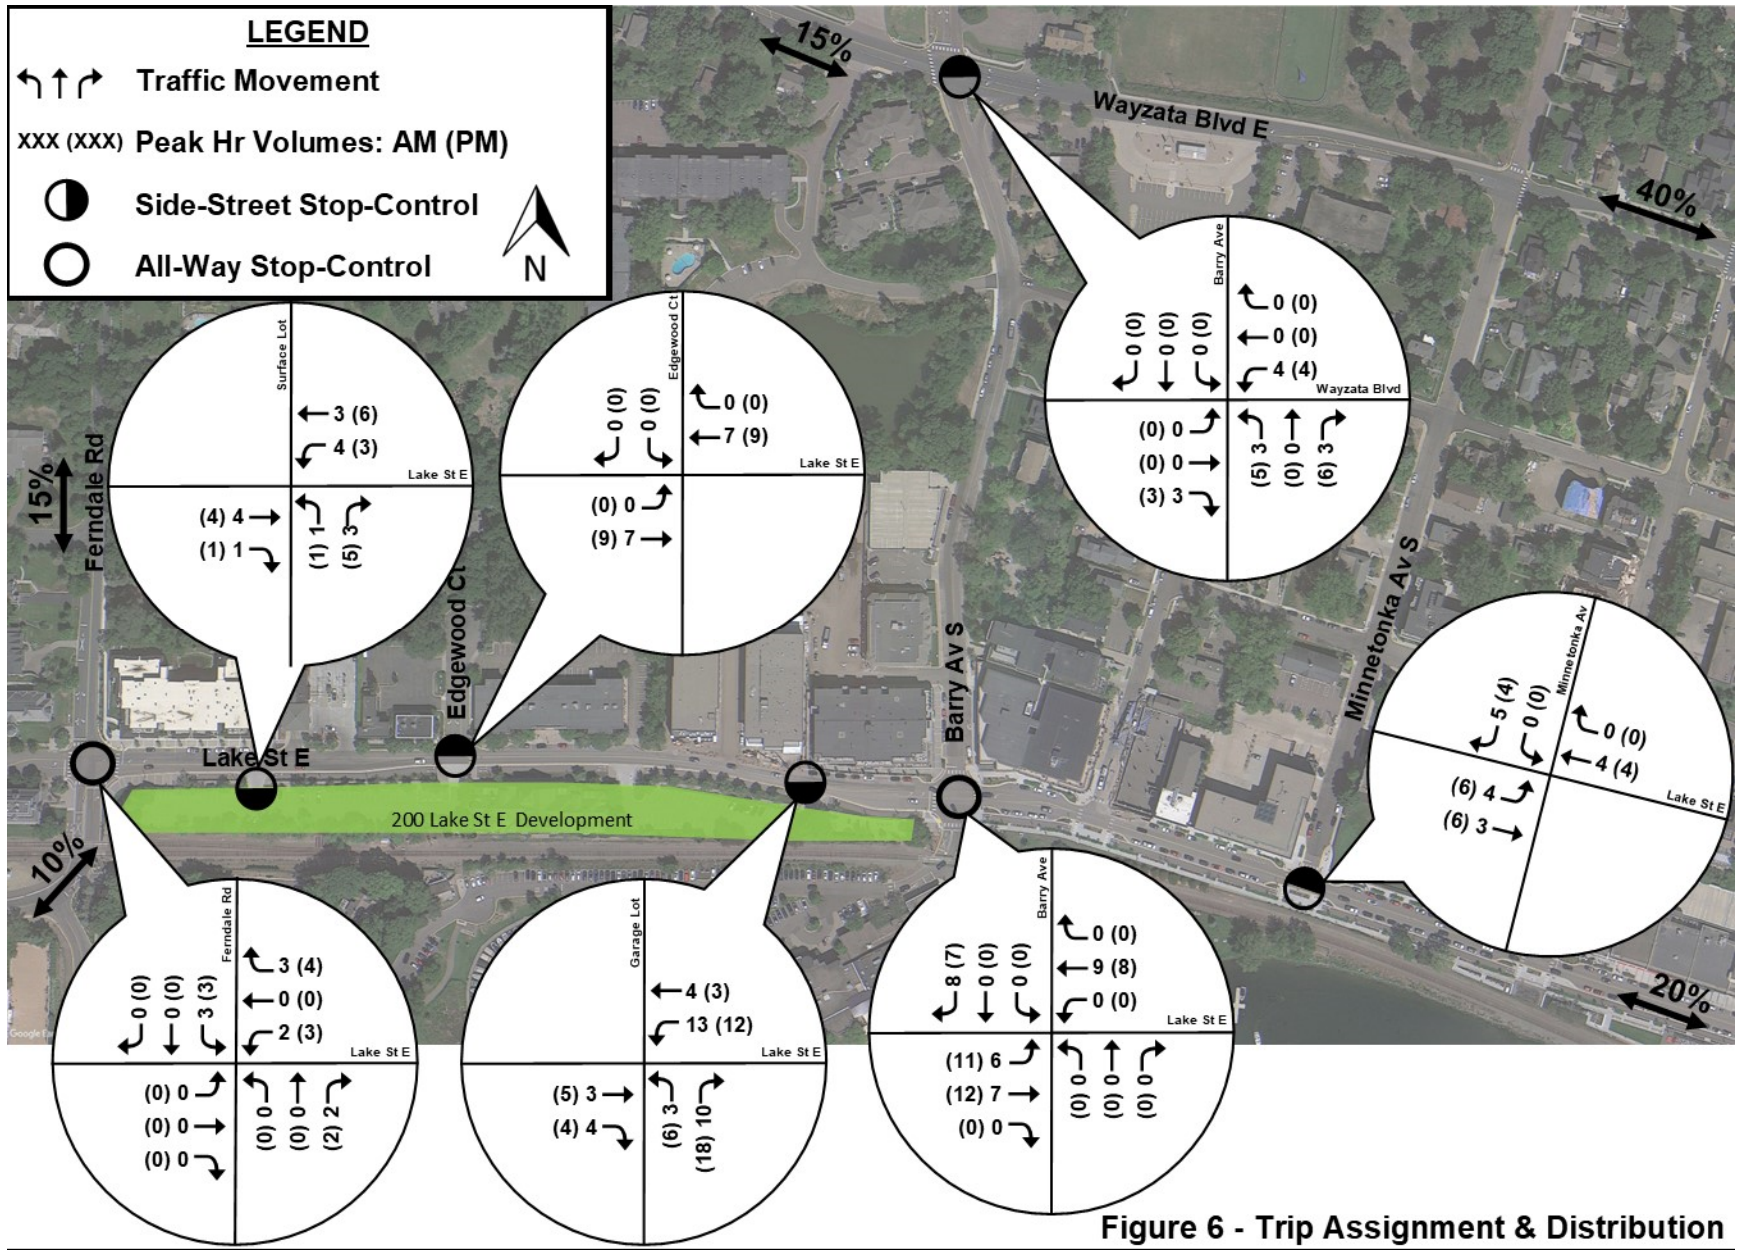 LEGEND
Traffic Movement
XXX (XXX) Peak Hr Volumes: AM (PM)
Side-Street Stop-Control
All-Way Stop-Control
N
15%
Wayzata Blvd E
40%
15%
Ferndale Rd
10%
Edgewood Ct
Lake St E
Barry Av S
Minnetonka Av S
20%
200 Lake St E Development
Surface Lot
3 (6)
4 (3)
Lake St E
(4) 4
(1) 1
(1) 1
(5) 3
Edgewood Ct
0 (0)
0 (0)
0 (0)
7 (9)
Lake St E
(0) 0
(9) 7
Barry Ave
0 (0)
0 (0)
0 (0)
0 (0)
0 (0)
4 (4)
Wayzata Blvd
(0) 0
(0) 0
(3) 3
(5) 3
(0) 0
(6) 3
Minnetonka Av
5 (4)
0 (0)
0 (0)
4 (4)
Lake St E
(6) 4
(6) 3
Ferndale Rd
0 (0)
0 (0)
3 (3)
3 (4)
0 (0)
2 (3)
Lake St E
(0) 0
(0) 0
(0) 0
(0) 0
(0) 0
(2) 2
Garage Lot
4 (3)
13 (12)
Lake St E
(5) 3
(4) 4
(6) 3
(18) 10
Barry Ave
8 (7)
0 (0)
0 (0)
0 (0)
9 (8)
0 (0)
Lake St E
(11) 6
(12) 7
(0) 0
(0) 0
(0) 0
(0) 0
Figure 6 - Trip Assignment & Distribution